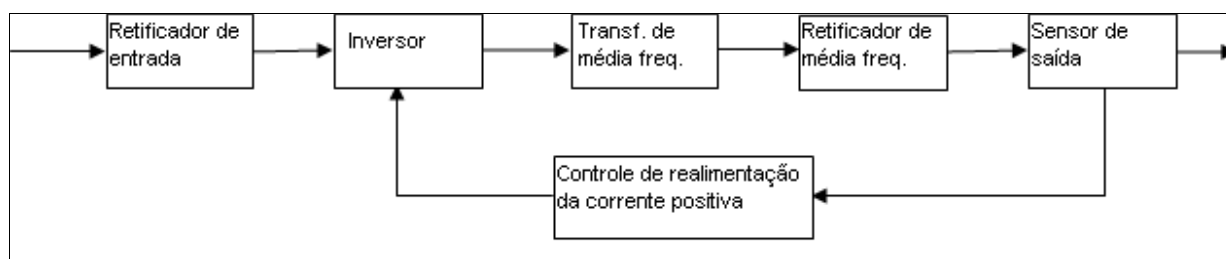 Retificador de
entrada
Inversor
Transf. de
média freq.
Retificador de
média freq.
Sensor de
saída
Controle de realimentação
da corrente positiva